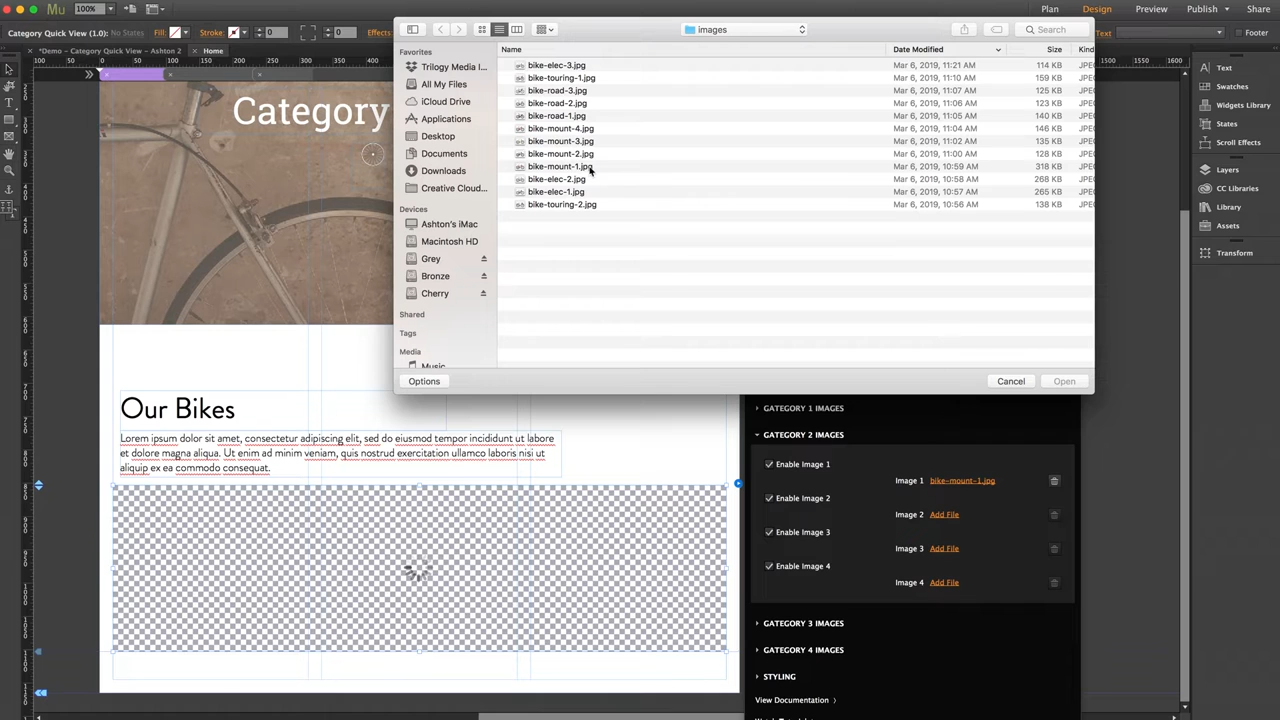 Mu 100% Plan Design Preview Publish Share
Category Quick View (1.0): Fill: Stroke: 0 0 Effects: Text Footer
*Demo – Category Quick View – Ashton 2 Home
images Search
Favorites
Trilogy Media I...
All My Files
iCloud Drive
Applications
Desktop
Documents
Downloads
Creative Cloud...
Devices
Ashton's iMac
Macintosh HD
Grey
Bronze
Cherry
Shared
Tags
Media
Music
Name Date Modified Size Kind
bike-elec-3.jpg Mar 6, 2019, 11:21 AM 114 KB JPEG
bike-touring-1.jpg Mar 6, 2019, 11:10 AM 159 KB JPEG
bike-road-3.jpg Mar 6, 2019, 11:07 AM 125 KB JPEG
bike-road-2.jpg Mar 6, 2019, 11:06 AM 123 KB JPEG
bike-road-1.jpg Mar 6, 2019, 11:05 AM 140 KB JPEG
bike-mount-4.jpg Mar 6, 2019, 11:04 AM 146 KB JPEG
bike-mount-3.jpg Mar 6, 2019, 11:02 AM 135 KB JPEG
bike-mount-2.jpg Mar 6, 2019, 11:00 AM 128 KB JPEG
bike-mount-1.jpg Mar 6, 2019, 10:59 AM 318 KB JPEG
bike-elec-2.jpg Mar 6, 2019, 10:58 AM 268 KB JPEG
bike-elec-1.jpg Mar 6, 2019, 10:57 AM 265 KB JPEG
bike-touring-2.jpg Mar 6, 2019, 10:56 AM 138 KB JPEG
Options Cancel Open
Category
Our Bikes
Lorem ipsum dolor sit amet, consectetur adipiscing elit, sed do eiusmod tempor incididunt ut labore
et dolore magna aliqua. Ut enim ad minim veniam, quis nostrud exercitation ullamco laboris nisi ut
aliquip ex ea commodo consequat.
CATEGORY 1 IMAGES
CATEGORY 2 IMAGES
Enable Image 1
Image 1 bike-mount-1.jpg
Enable Image 2
Image 2 Add File
Enable Image 3
Image 3 Add File
Enable Image 4
Image 4 Add File
CATEGORY 3 IMAGES
CATEGORY 4 IMAGES
STYLING
View Documentation
Text
Swatches
Widgets Library
States
Scroll Effects
Layers
CC Libraries
Library
Assets
Transform